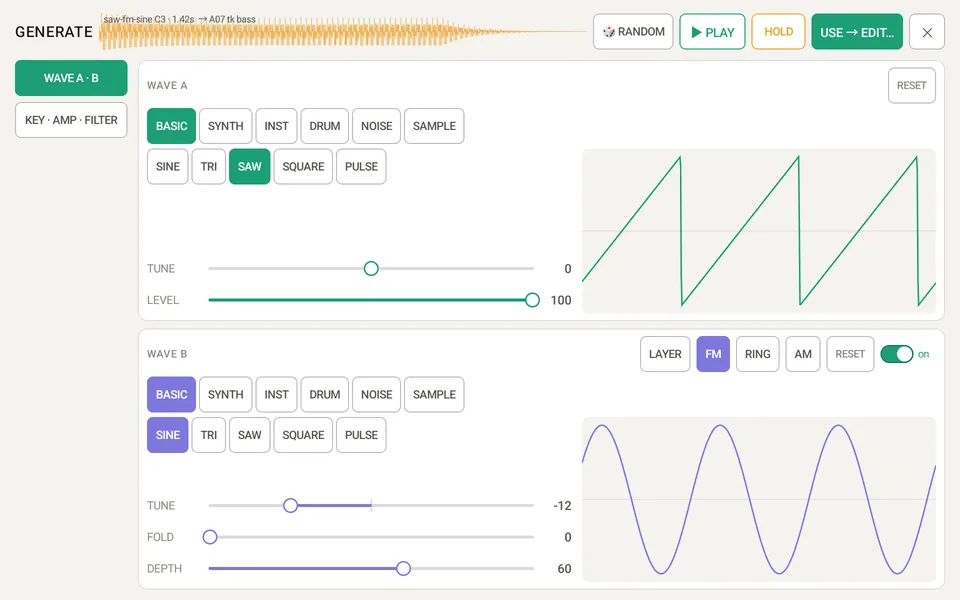 GENERATE
saw-fm-sine C3 · 1.42s → A07 tk bass
🎲 RANDOM
▶ PLAY
HOLD
USE → EDIT...
×
WAVE A · B
KEY · AMP · FILTER
WAVE A
RESET
BASIC SYNTH INST DRUM NOISE SAMPLE
SINE TRI SAW SQUARE PULSE
TUNE 0
LEVEL 100
WAVE B
LAYER FM RING AM RESET on
BASIC SYNTH INST DRUM NOISE SAMPLE
SINE TRI SAW SQUARE PULSE
TUNE -12
FOLD 0
DEPTH 60